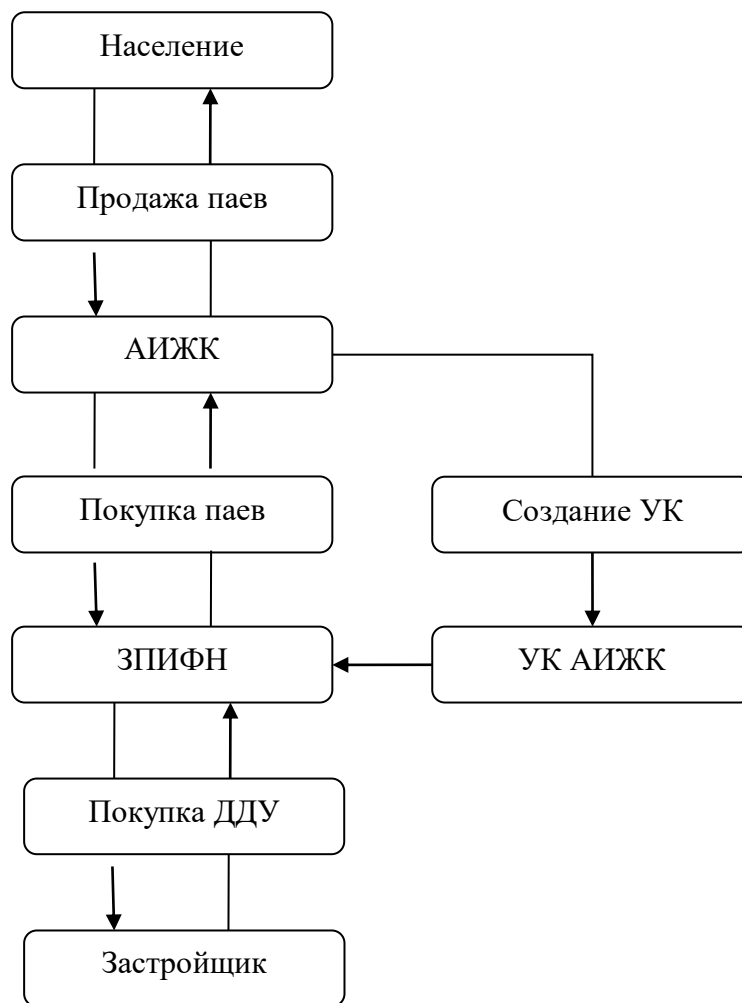 Население
Продажа паев
АИЖК
Покупка паев
Создание УК
ЗПИФН
УК АИЖК
Покупка ДДУ
Застройщик